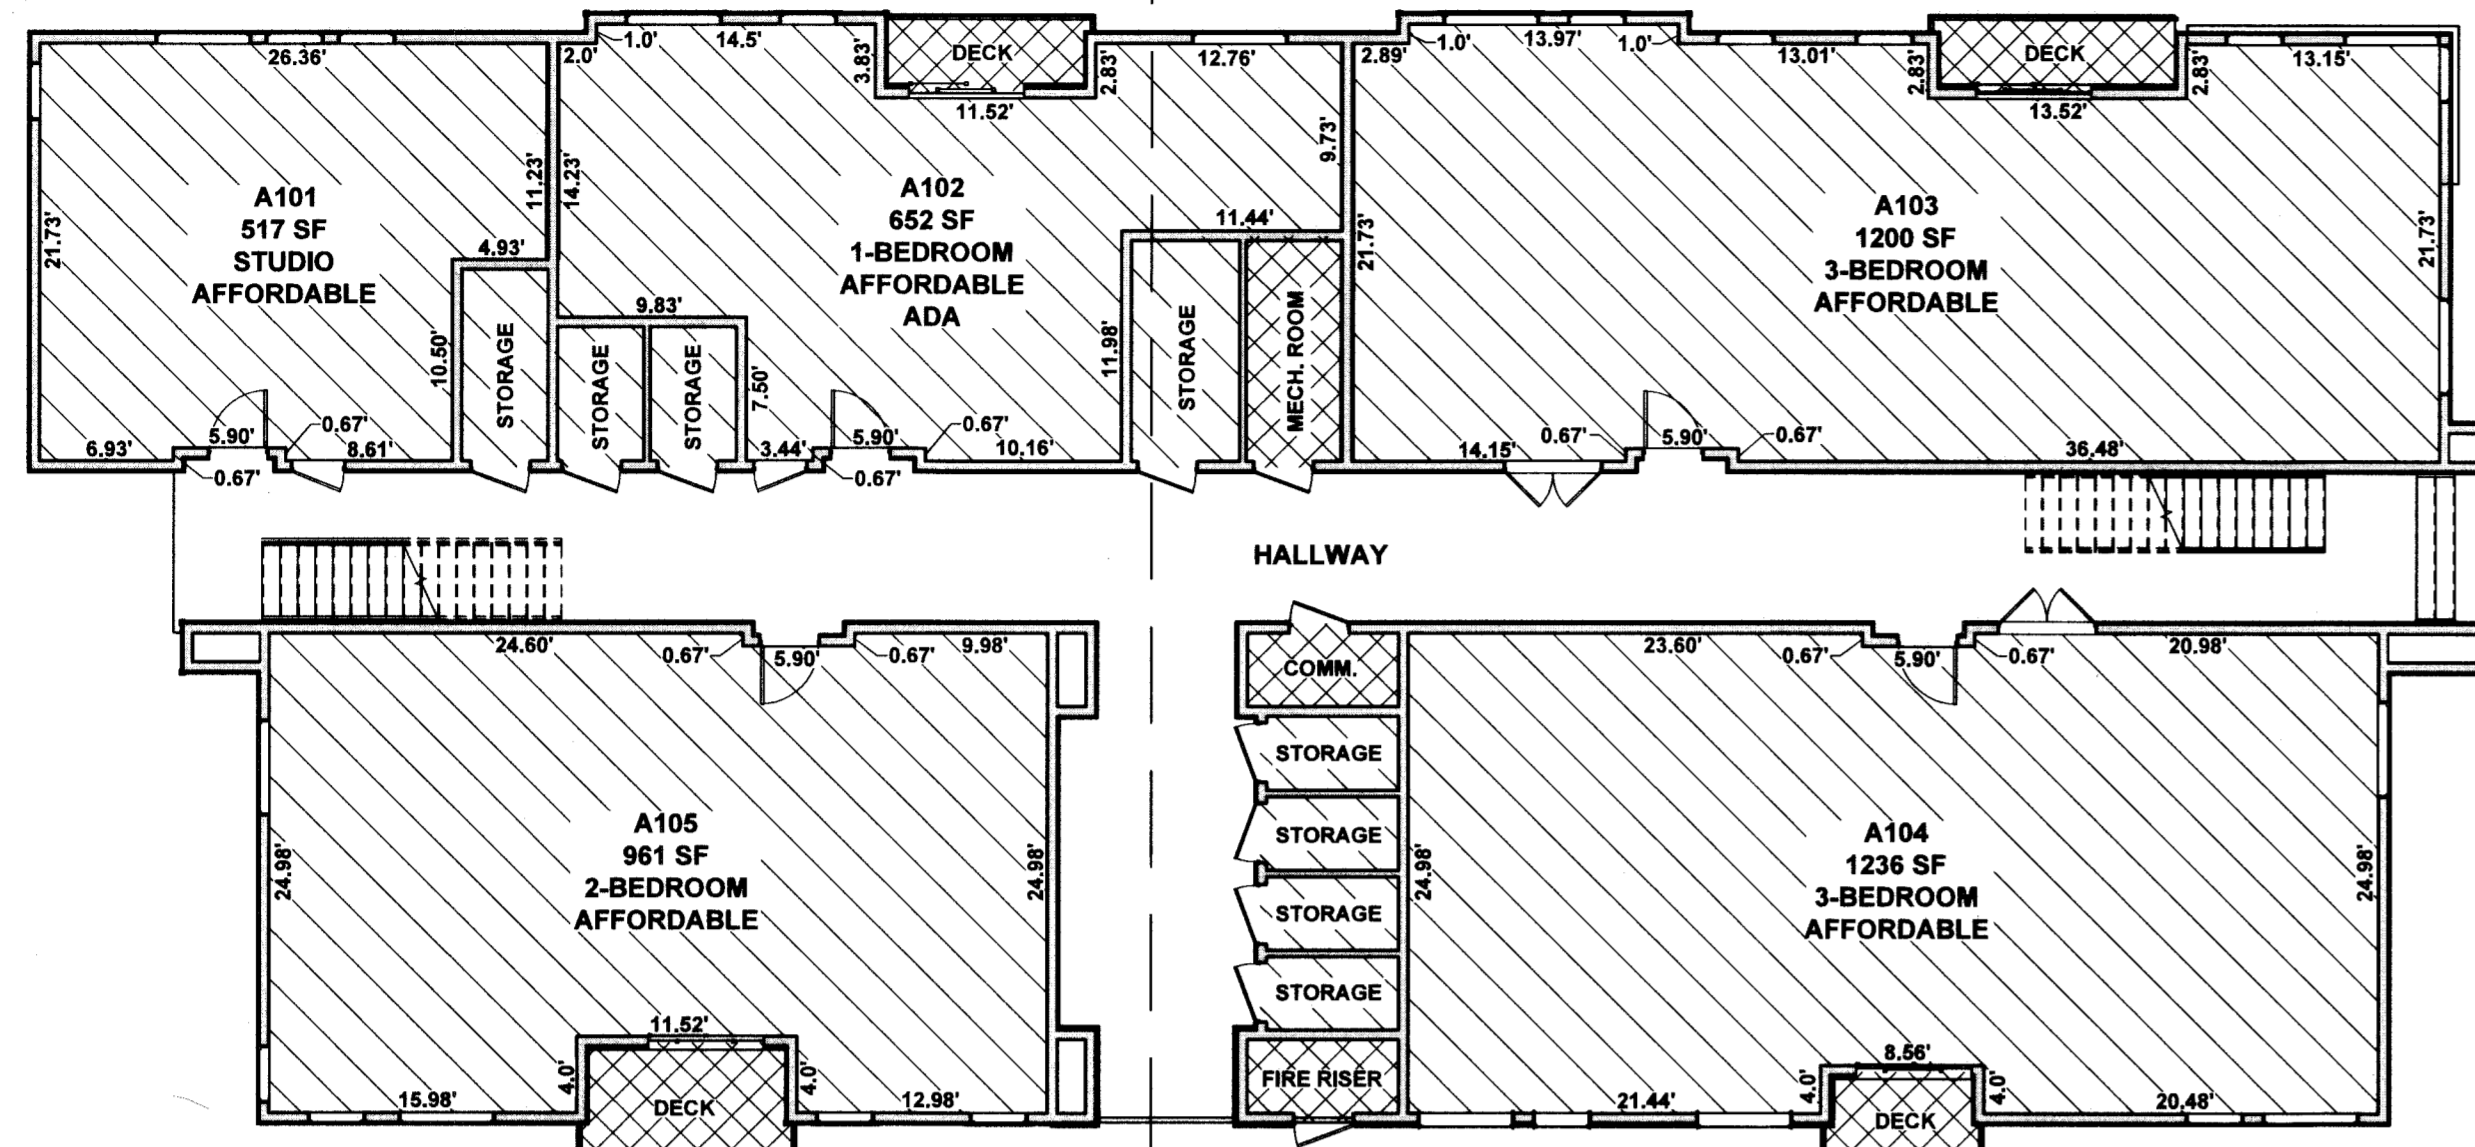 26.36'
2.0'
1.0'
14.5'
3.83'
DECK
11.52'
2.83'
12.76'
2.89'
1.0'
13.97'
1.0'
13.01'
2.83'
DECK
13.52'
2.83'
13.15'
21.73'
A101
517 SF
STUDIO
AFFORDABLE
11.23'
14.23'
4.93'
10.50'
STORAGE
6.93'
5.90'
0.67'
8.61'
0.67'
A102
652 SF
1-BEDROOM
AFFORDABLE
ADA
9.73'
11.44'
9.83'
STORAGE
STORAGE
7.50'
3.44'
5.90'
0.67'
10.16'
0.67'
11.98'
STORAGE
MECH. ROOM
21.73'
A103
1200 SF
3-BEDROOM
AFFORDABLE
21.73'
14.15'
0.67'
5.90'
0.67'
36.48'
HALLWAY
24.60'
0.67'
5.90'
0.67'
9.98'
24.98'
A105
961 SF
2-BEDROOM
AFFORDABLE
24.98'
11.52'
15.98'
4.0'
DECK
4.0'
12.98'
COMM.
STORAGE
STORAGE
STORAGE
STORAGE
FIRE RISER
23.60'
0.67'
5.90'
0.67'
20.98'
24.98'
A104
1236 SF
3-BEDROOM
AFFORDABLE
24.98'
8.56'
21.44'
4.0'
DECK
4.0'
20.48'